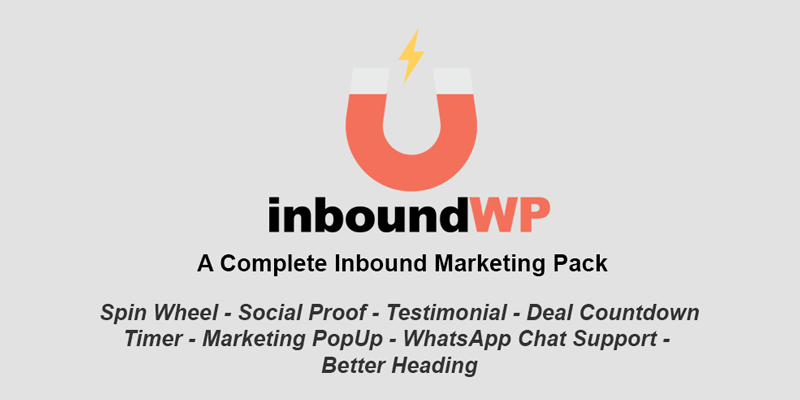 inboundWP
A Complete Inbound Marketing Pack
Spin Wheel - Social Proof - Testimonial - Deal Countdown
Timer - Marketing PopUp - WhatsApp Chat Support -
Better Heading